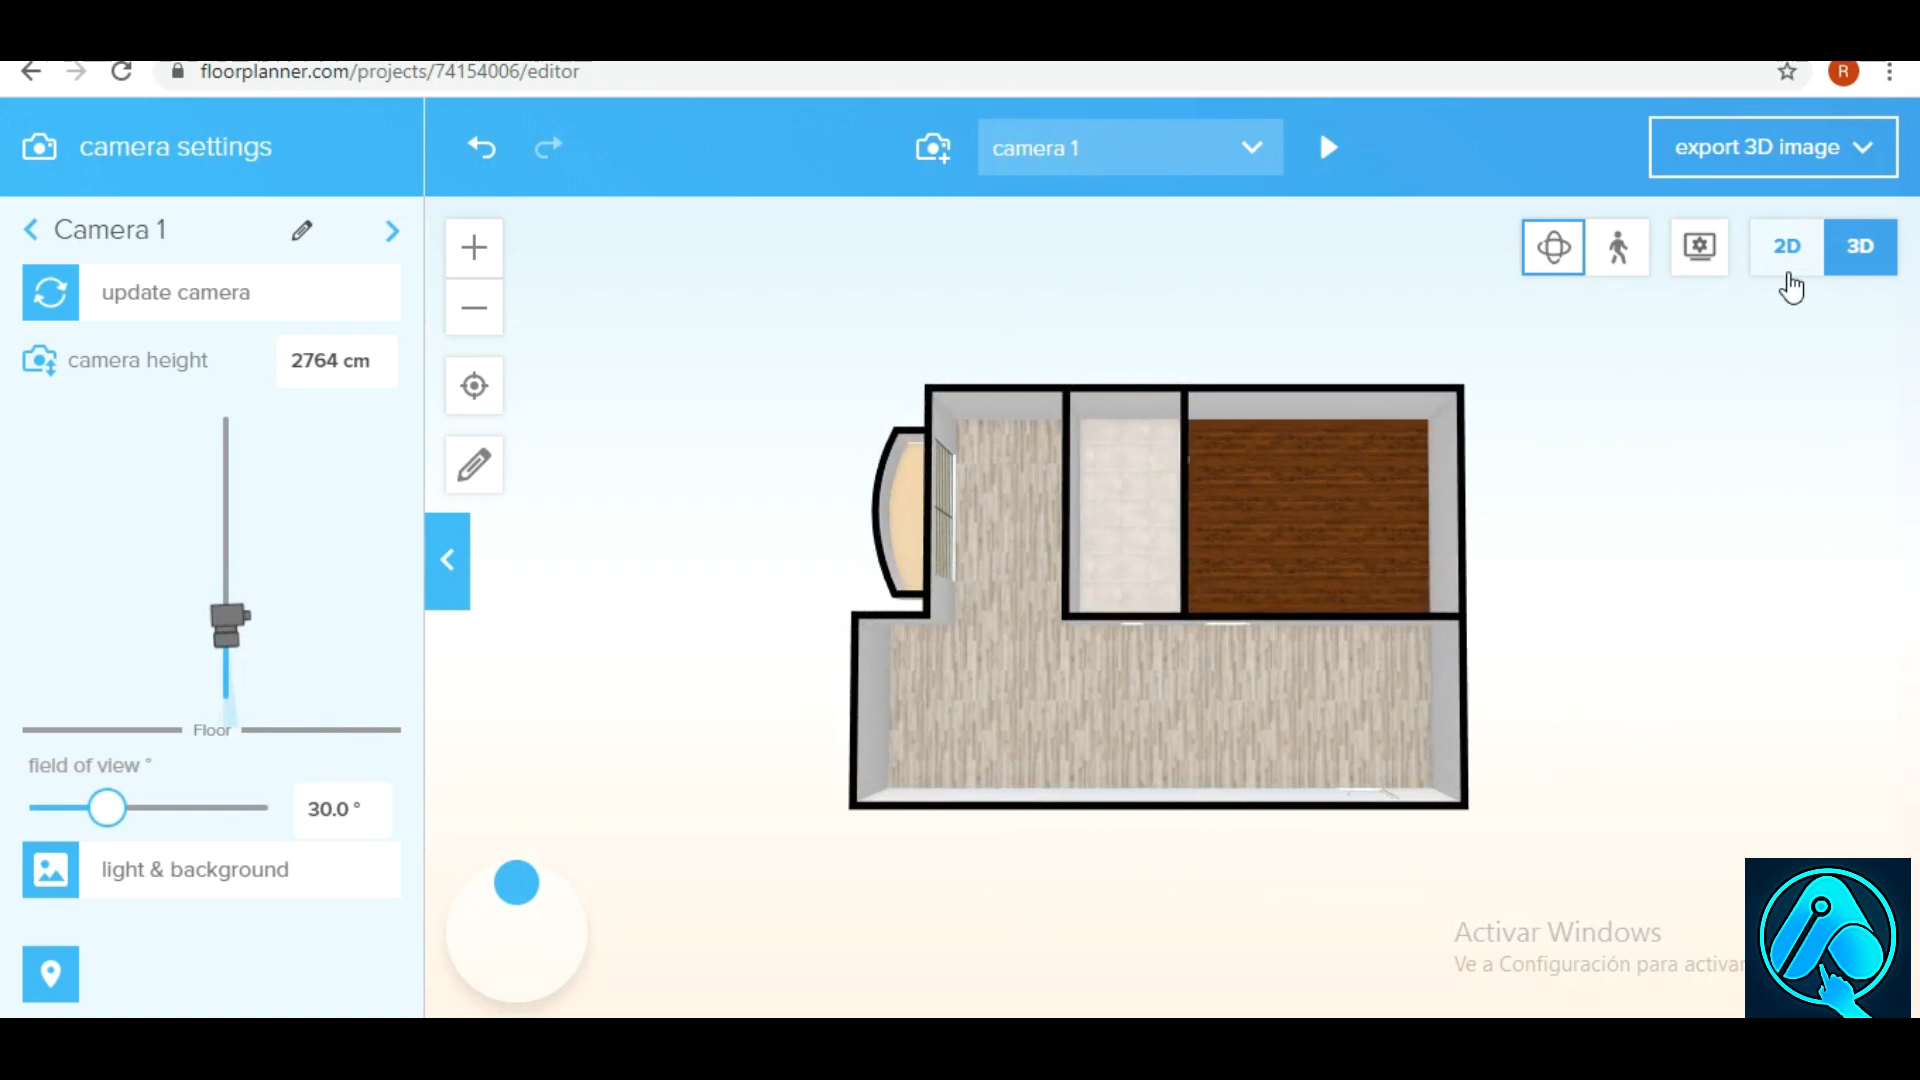 floorplanner.com/projects/74154006/editor
R
camera settings
camera 1
export 3D image
Camera 1
2D
3D
update camera
camera height
2764 cm
Floor
field of view °
30.0 °
light & background
Activar Windows
Ve a Configuración para activar